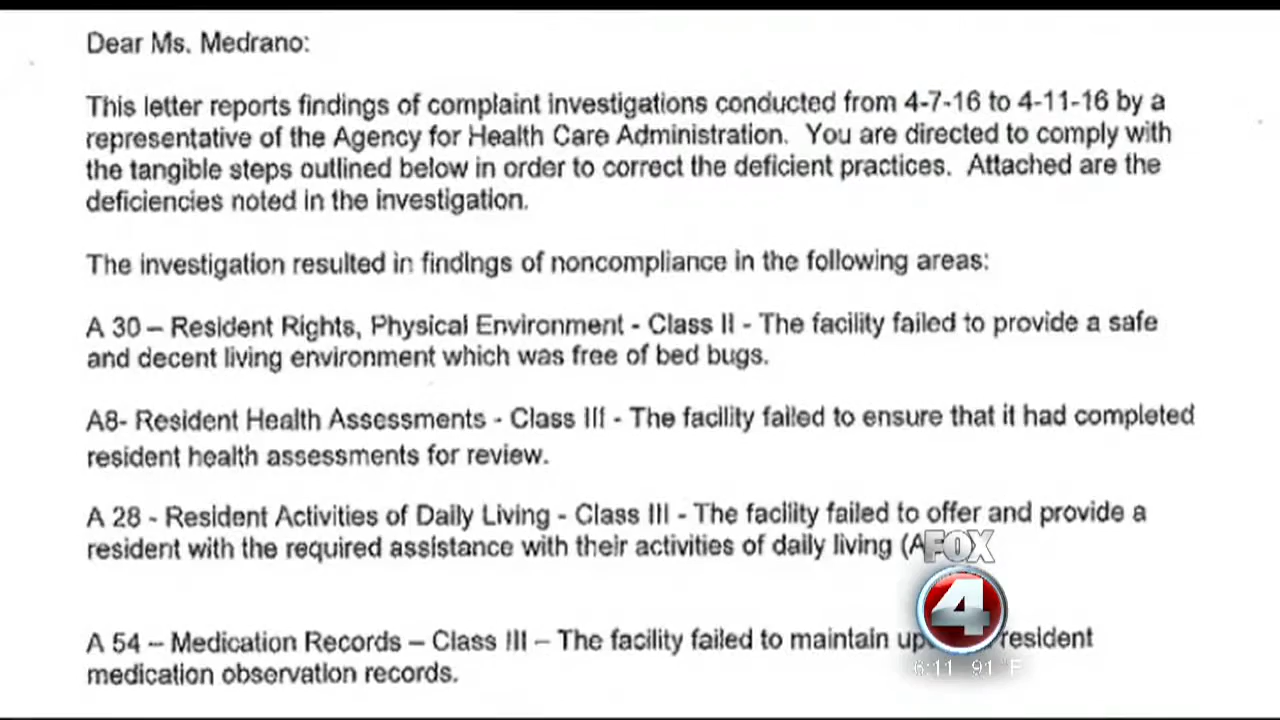 Dear Ms. Medrano:
This letter reports findings of complaint investigations conducted from 4-7-16 to 4-11-16 by a
representative of the Agency for Health Care Administration. You are directed to comply with
the tangible steps outlined below in order to correct the deficient practices. Attached are the
deficiencies noted in the investigation.
The investigation resulted in findings of noncompliance in the following areas:
A 30 – Resident Rights, Physical Environment - Class II - The facility failed to provide a safe
and decent living environment which was free of bed bugs.
A8- Resident Health Assessments - Class III - The facility failed to ensure that it had completed
resident health assessments for review.
A 28 - Resident Activities of Daily Living - Class III - The facility failed to offer and provide a
resident with the required assistance with their activities of daily living (A
FOX
4
A 54 – Medication Records – Class III – The facility failed to maintain up resident
medication observation records.
6:11 91 °F